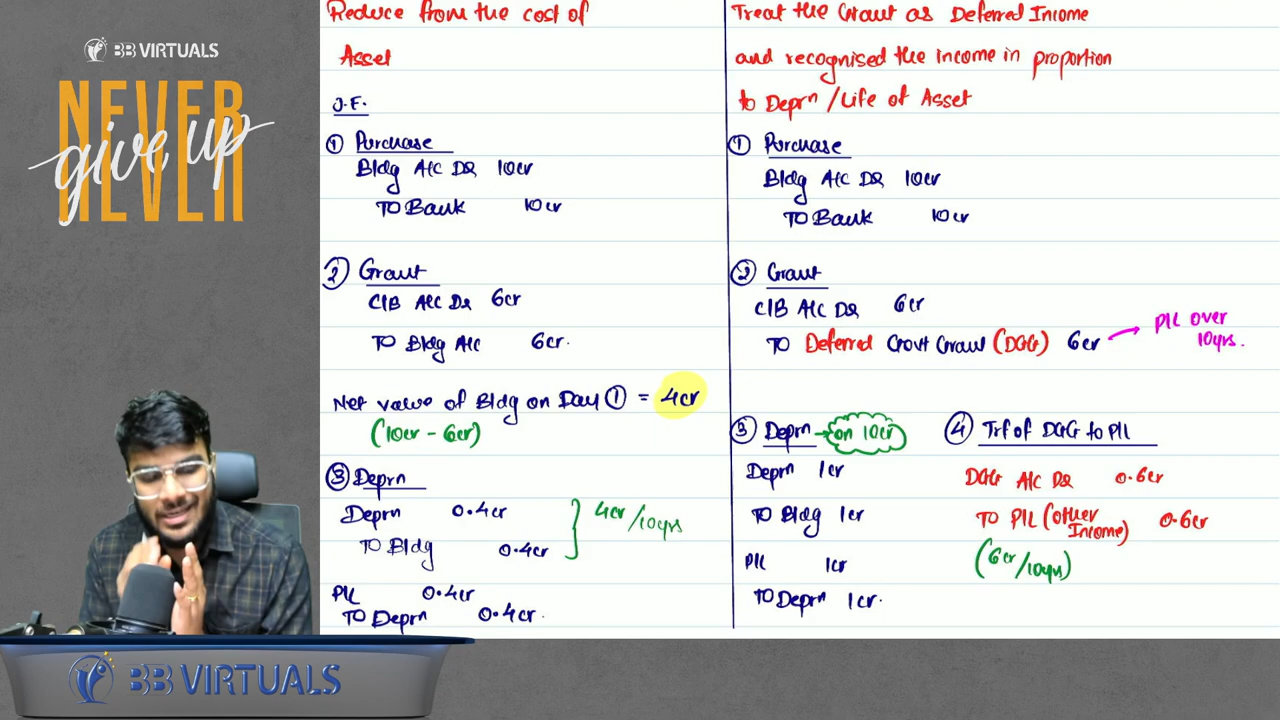 BB VIRTUALS
NEVER
give up
NEVER
Reduce from the cost of
Asset
J.E.
① Purchase
Bldg A/c DR 10cr
TO Bank 10cr
② Grant
C/B A/c DR 6cr
TO Bldg A/c 6cr.
Net value of Bldg on Day ① = 4cr
(10cr - 6cr)
③ Deprn
Deprn 0.4cr
TO Bldg 0.4cr
4cr/10yrs
P/L 0.4cr
TO Deprn 0.4cr.
Treat the Grant as Deferred Income
and recognised the income in proportion
to Deprn / Life of Asset
① Purchase
Bldg A/c DR 10cr
TO Bank 10cr
② Grant
C/B A/c DR 6cr
TO Deferred Govt Grant (DGG) 6cr → P/L over
10yrs.
③ Deprn → on 10cr
Deprn 1cr
TO Bldg 1cr
P/L 1cr
TO Deprn 1cr.
④ Trf of DGG to P/L
DGG A/c DR 0.6cr
TO P/L (other Income) 0.6cr
(6cr/10yrs)
BB VIRTUALS